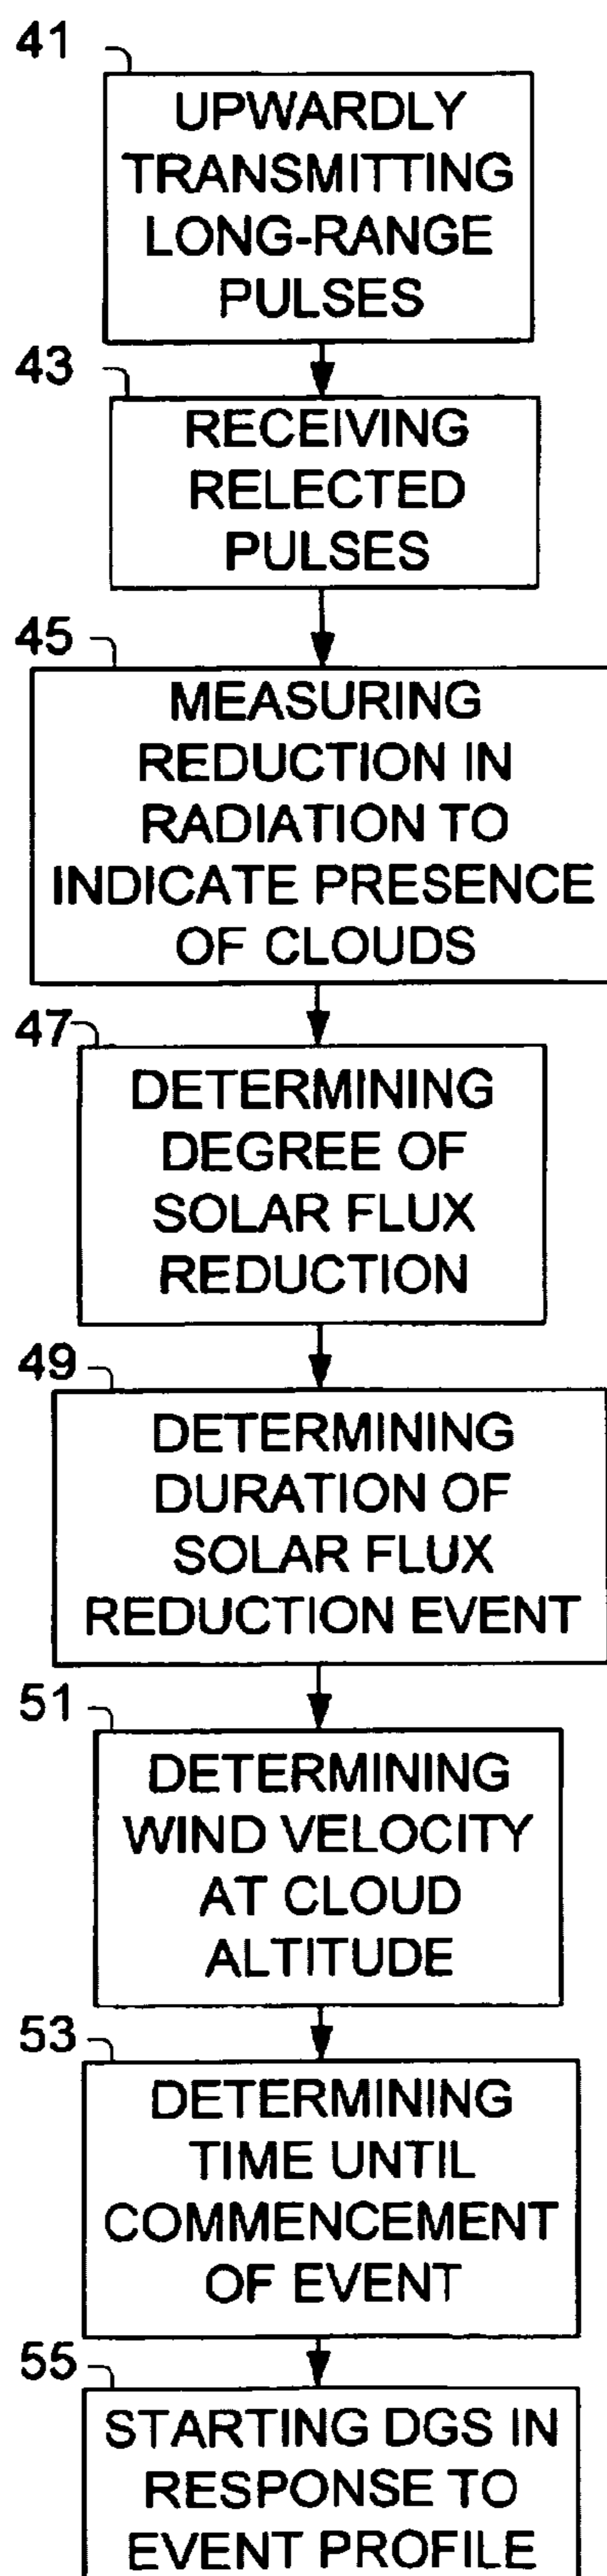 41
UPWARDLY
TRANSMITTING
LONG-RANGE
PULSES
43
RECEIVING
RELECTED
PULSES
45
MEASURING
REDUCTION IN
RADIATION TO
INDICATE PRESENCE
OF CLOUDS
47
DETERMINING
DEGREE OF
SOLAR FLUX
REDUCTION
49
DETERMINING
DURATION OF
SOLAR FLUX
REDUCTION EVENT
51
DETERMINING
WIND VELOCITY
AT CLOUD
ALTITUDE
53
DETERMINING
TIME UNTIL
COMMENCEMENT
OF EVENT
55
STARTING DGS IN
RESPONSE TO
EVENT PROFILE